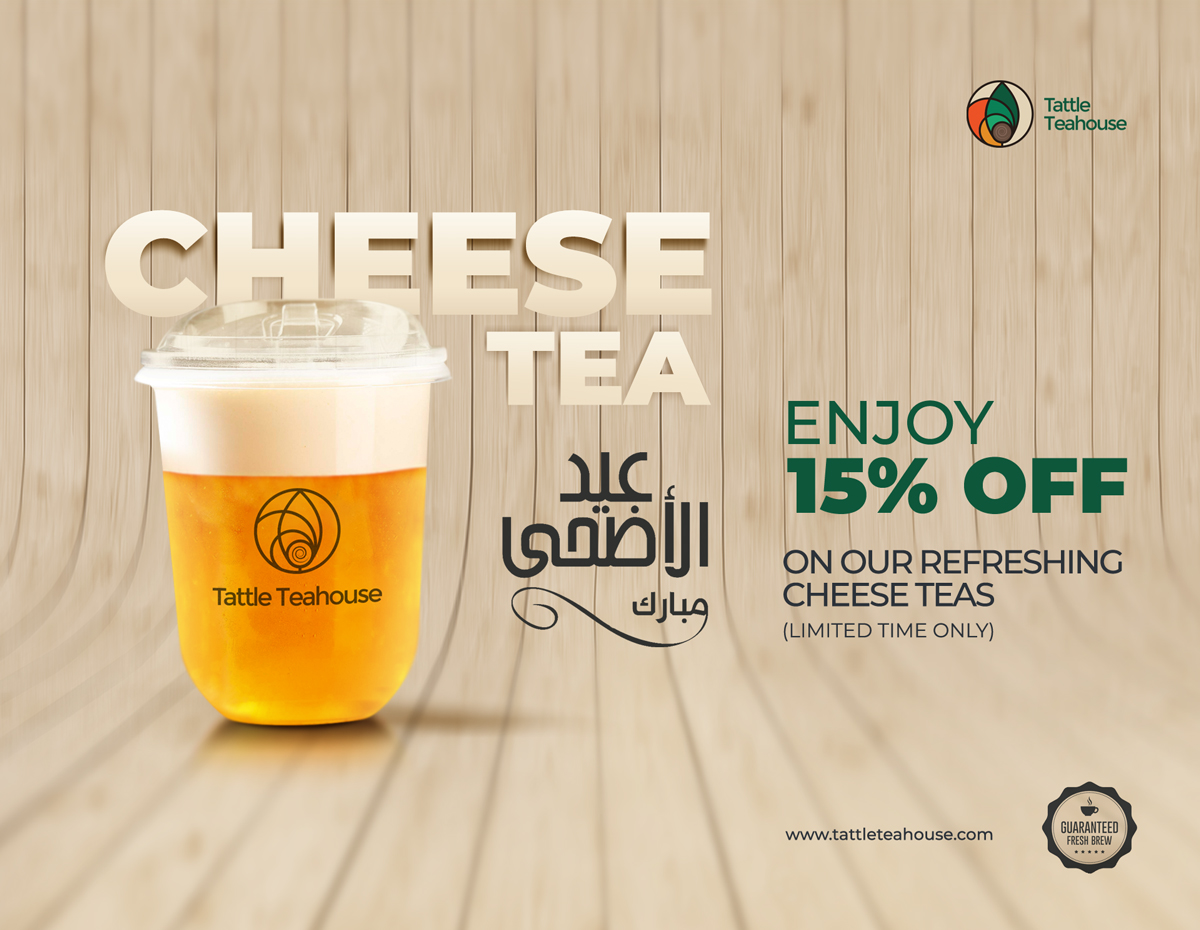 Tattle
Teahouse
CHEESE
TEA
عيد
الأضحى
مبارك
Tattle Teahouse
ENJOY
15% OFF
ON OUR REFRESHING
CHEESE TEAS
(LIMITED TIME ONLY)
www.tattleteahouse.com
GUARANTEED
FRESH BREW